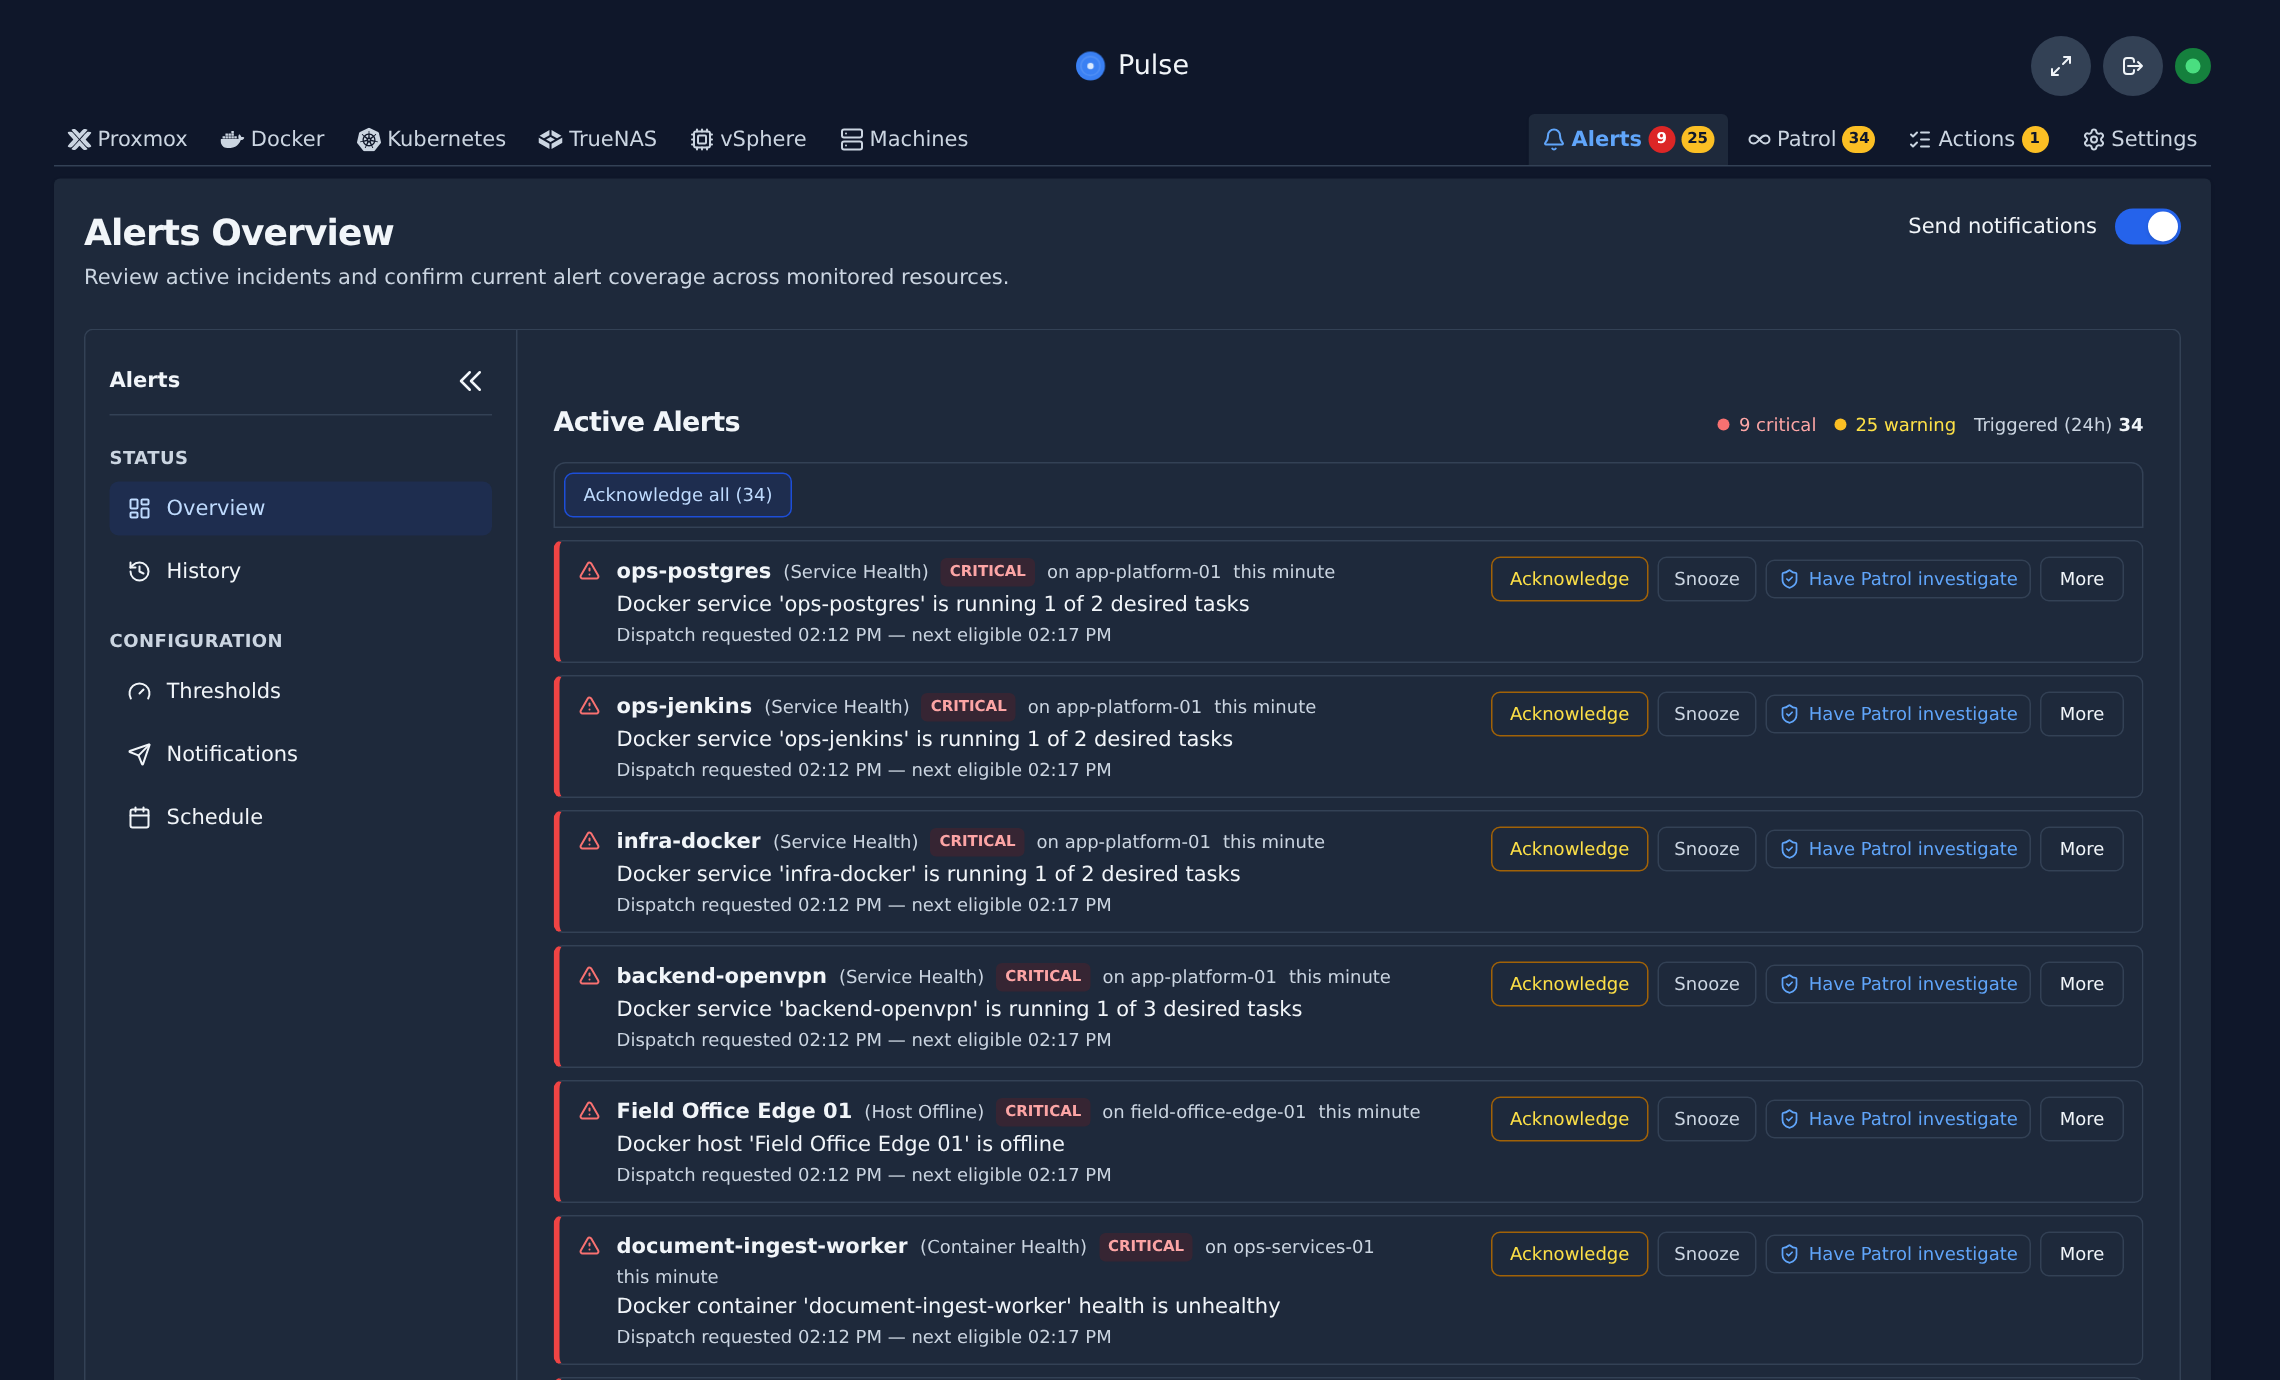 Pulse
Proxmox Docker Kubernetes TrueNAS vSphere Machines Alerts 9 25 Patrol 34 Actions 1 Settings
Alerts Overview
Send notifications
Review active incidents and confirm current alert coverage across monitored resources.
Alerts
STATUS
Overview
History
CONFIGURATION
Thresholds
Notifications
Schedule
Active Alerts
9 critical 25 warning Triggered (24h) 34
Acknowledge all (34)
ops-postgres (Service Health) CRITICAL on app-platform-01 this minute
Acknowledge Snooze Have Patrol investigate More
Docker service 'ops-postgres' is running 1 of 2 desired tasks
Dispatch requested 02:12 PM — next eligible 02:17 PM
ops-jenkins (Service Health) CRITICAL on app-platform-01 this minute
Acknowledge Snooze Have Patrol investigate More
Docker service 'ops-jenkins' is running 1 of 2 desired tasks
Dispatch requested 02:12 PM — next eligible 02:17 PM
infra-docker (Service Health) CRITICAL on app-platform-01 this minute
Acknowledge Snooze Have Patrol investigate More
Docker service 'infra-docker' is running 1 of 2 desired tasks
Dispatch requested 02:12 PM — next eligible 02:17 PM
backend-openvpn (Service Health) CRITICAL on app-platform-01 this minute
Acknowledge Snooze Have Patrol investigate More
Docker service 'backend-openvpn' is running 1 of 3 desired tasks
Dispatch requested 02:12 PM — next eligible 02:17 PM
Field Office Edge 01 (Host Offline) CRITICAL on field-office-edge-01 this minute
Acknowledge Snooze Have Patrol investigate More
Docker host 'Field Office Edge 01' is offline
Dispatch requested 02:12 PM — next eligible 02:17 PM
document-ingest-worker (Container Health) CRITICAL on ops-services-01
this minute
Acknowledge Snooze Have Patrol investigate More
Docker container 'document-ingest-worker' health is unhealthy
Dispatch requested 02:12 PM — next eligible 02:17 PM